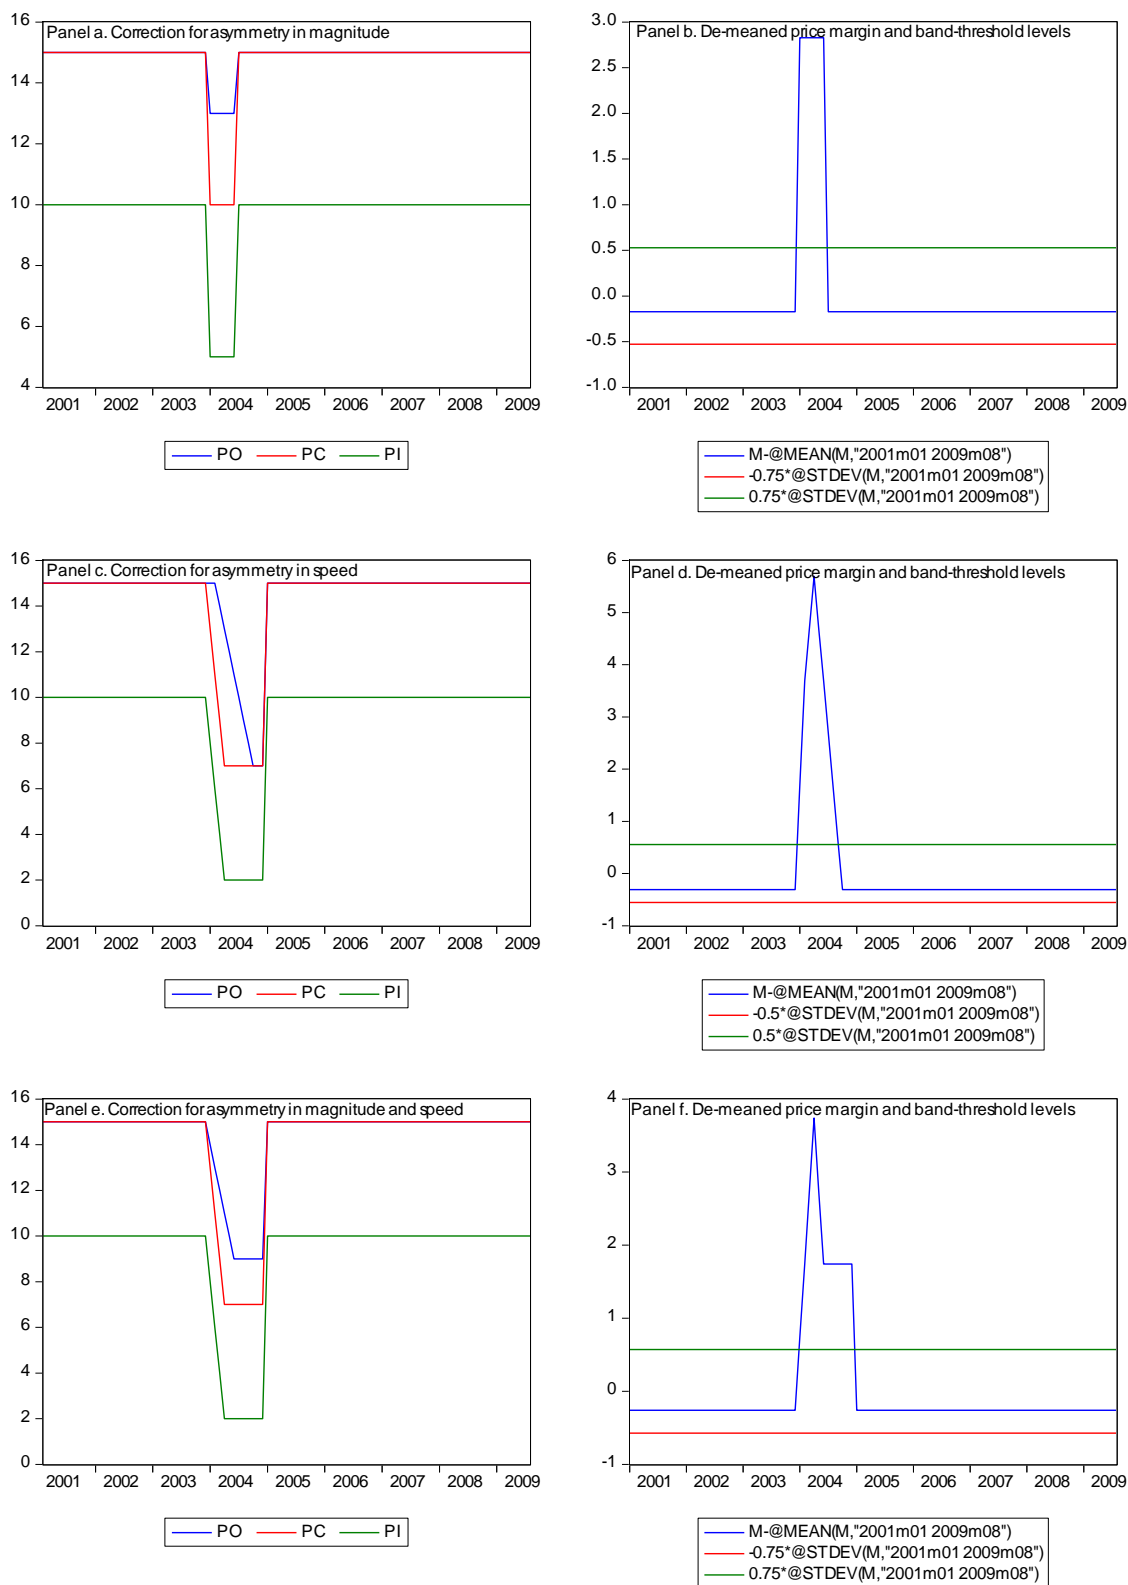 Panel a. Correction for asymmetry in magnitude
16
14
12
10
8
6
4
2001 2002 2003 2004 2005 2006 2007 2008 2009
PO PC PI
Panel b. De-meaned price margin and band-threshold levels
3.0
2.5
2.0
1.5
1.0
0.5
0.0
-0.5
-1.0
2001 2002 2003 2004 2005 2006 2007 2008 2009
M-@MEAN(M,"2001m01 2009m08")
-0.75*@STDEV(M,"2001m01 2009m08")
0.75*@STDEV(M,"2001m01 2009m08")
Panel c. Correction for asymmetry in speed
16
14
12
10
8
6
4
2
0
2001 2002 2003 2004 2005 2006 2007 2008 2009
PO PC PI
Panel d. De-meaned price margin and band-threshold levels
6
5
4
3
2
1
0
-1
2001 2002 2003 2004 2005 2006 2007 2008 2009
M-@MEAN(M,"2001m01 2009m08")
-0.5*@STDEV(M,"2001m01 2009m08")
0.5*@STDEV(M,"2001m01 2009m08")
Panel e. Correction for asymmetry in magnitude and speed
16
14
12
10
8
6
4
2
0
2001 2002 2003 2004 2005 2006 2007 2008 2009
PO PC PI
Panel f. De-meaned price margin and band-threshold levels
4
3
2
1
0
-1
2001 2002 2003 2004 2005 2006 2007 2008 2009
M-@MEAN(M,"2001m01 2009m08")
-0.75*@STDEV(M,"2001m01 2009m08")
0.75*@STDEV(M,"2001m01 2009m08")